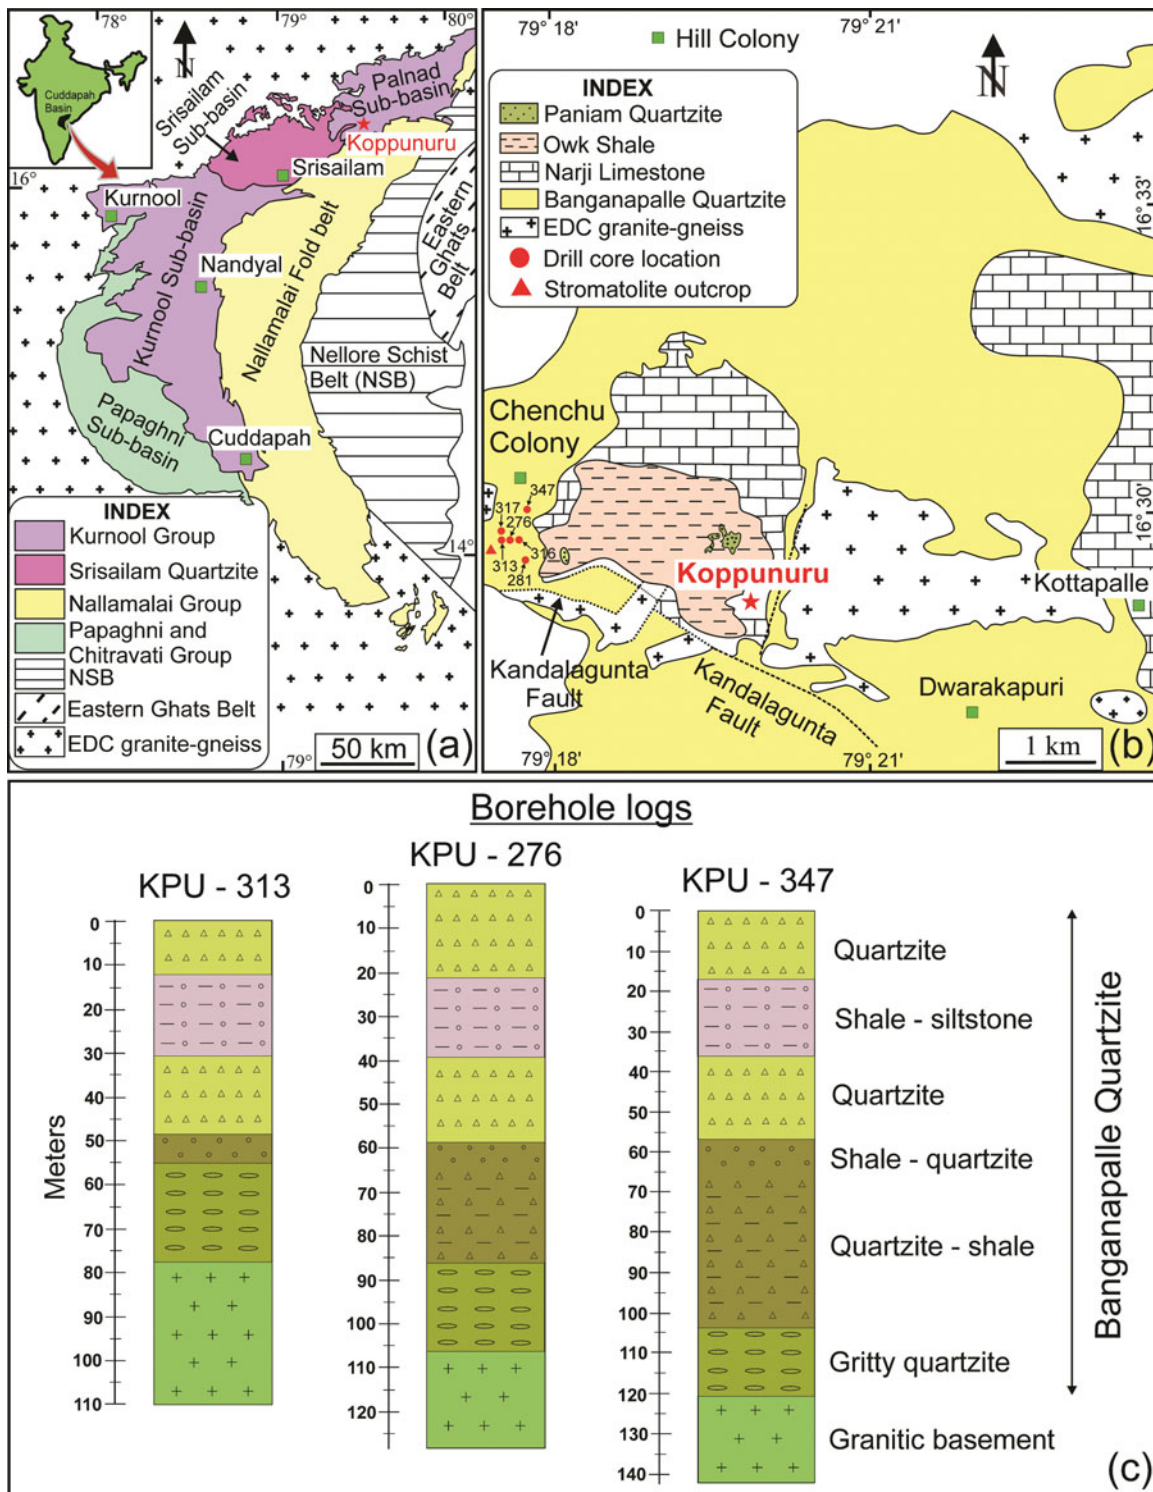 78°
79°
80°
N
Cuddapah
Basin
Srisailam
Sub-basin
Palnad
Sub-basin
Koppunuru
Srisailam
16°
Kurnool
Kurnool Sub-basin
Nandyal
Nallamalai Fold belt
Eastern
Ghats
Belt
Nellore Schist
Belt (NSB)
Papaghni
Sub-basin
Cuddapah
14°
INDEX
Kurnool Group
Srisailam Quartzite
Nallamalai Group
Papaghni and
Chitravati Group
NSB
Eastern Ghats Belt
EDC granite-gneiss
79°
50 km
(a)
79° 18'
79° 21'
Hill Colony
N
INDEX
Paniam Quartzite
Owk Shale
Narji Limestone
Banganapalle Quartzite
EDC granite-gneiss
Drill core location
Stromatolite outcrop
16° 33'
Chenchu
Colony
347
317
276
316
313
281
16° 30'
Koppunuru
Kottapalle
Kandalagunta
Fault
Kandalagunta
Fault
Dwarakapuri
79° 18'
79° 21'
1 km
(b)
Borehole logs
KPU - 313
KPU - 276
KPU - 347
Meters
0
10
20
30
40
50
60
70
80
90
100
110
0
10
20
30
40
50
60
70
80
90
100
110
120
0
10
20
30
40
50
60
70
80
90
100
110
120
130
140
Quartzite
Shale - siltstone
Quartzite
Shale - quartzite
Quartzite - shale
Gritty quartzite
Granitic basement
Banganapalle Quartzite
(c)